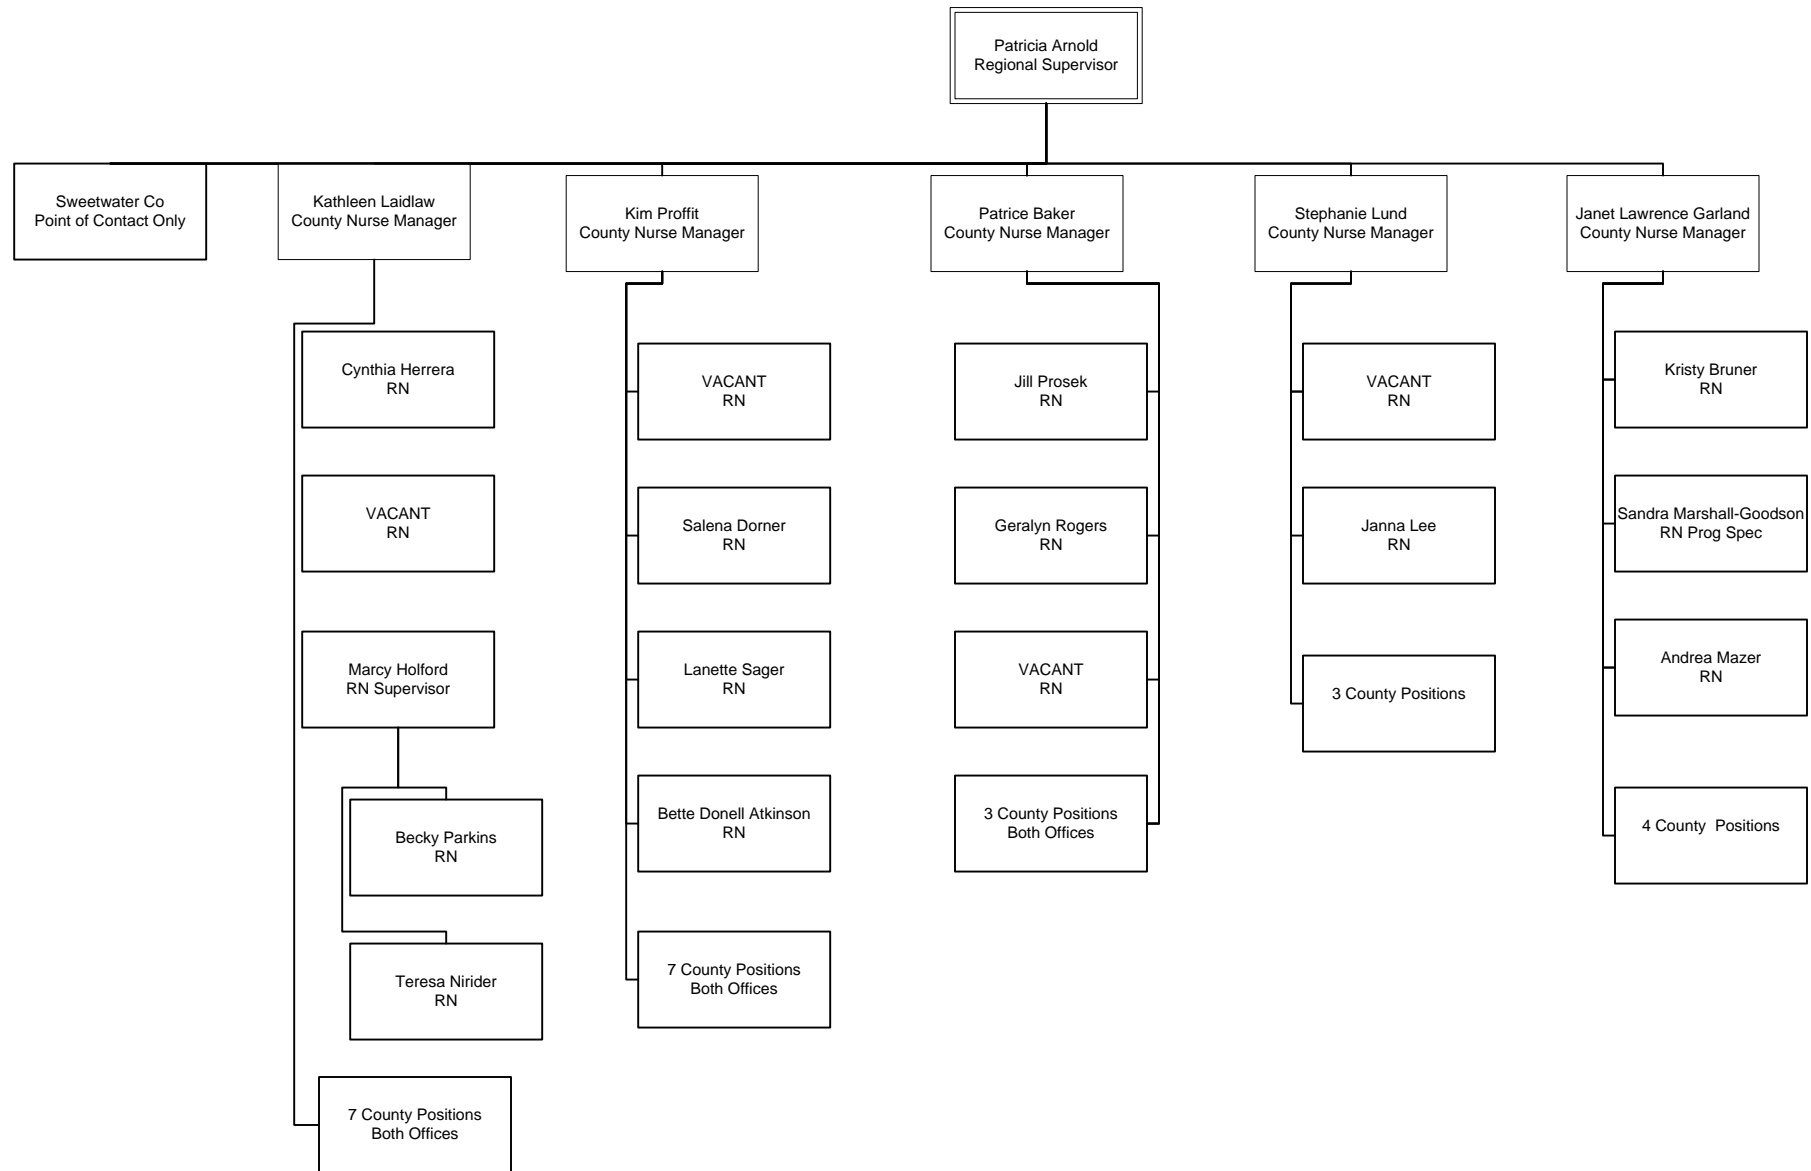 Patricia Arnold
Regional Supervisor
Sweetwater Co
Point of Contact Only
Kathleen Laidlaw
County Nurse Manager
Kim Proffit
County Nurse Manager
Patrice Baker
County Nurse Manager
Stephanie Lund
County Nurse Manager
Janet Lawrence Garland
County Nurse Manager
Cynthia Herrera
RN
VACANT
RN
Marcy Holford
RN Supervisor
Becky Parkins
RN
Teresa Nirider
RN
7 County Positions
Both Offices
VACANT
RN
Salena Dorner
RN
Lanette Sager
RN
Bette Donell Atkinson
RN
7 County Positions
Both Offices
Jill Prosek
RN
Geralyn Rogers
RN
VACANT
RN
3 County Positions
Both Offices
VACANT
RN
Janna Lee
RN
3 County Positions
Kristy Bruner
RN
Sandra Marshall-Goodson
RN Prog Spec
Andrea Mazer
RN
4 County  Positions